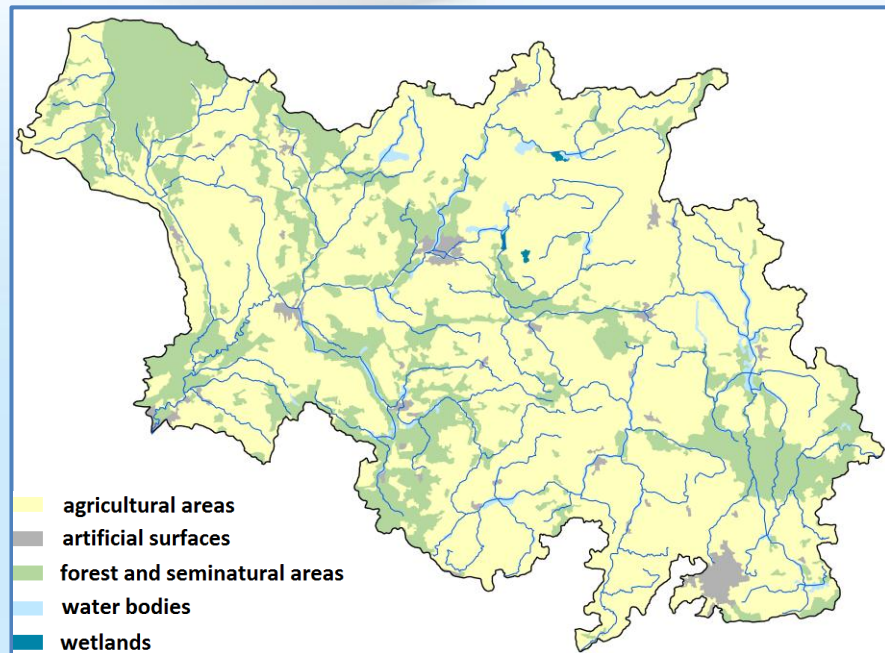 agricultural areas
artificial surfaces
forest and seminatural areas
water bodies
wetlands